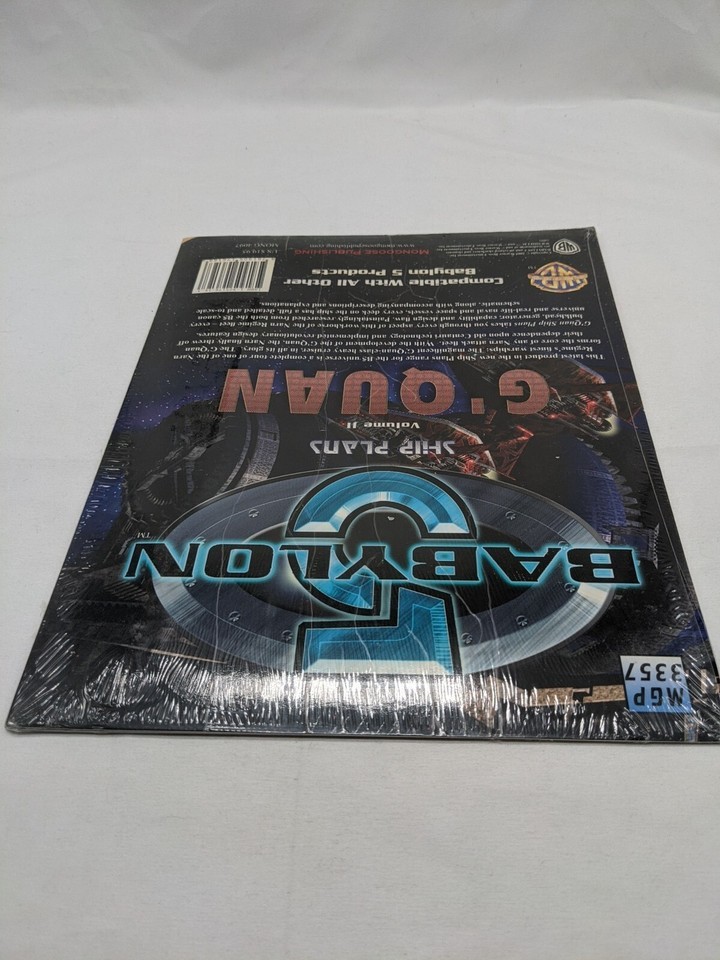 MGP
3357
BABYLON
5
TM
SHIP PLANS
Volume II
G'QUAN
This latest product in the new Ship Plans range for the B5 universe is a complete tour of one of the Narn
Regime's finest warships. The magnificent G'Quan-class heavy cruiser, in all its glory. The G'Quan
forms the core of any Narn battle fleet. With the development of the G'Quan, the Narn finally threw off
their dependence upon old Centauri technology and implemented revolutionary design features.
G'Quan Ship Plans takes you through every aspect of this workhorse of the Narn Regime fleet – every
bulkhead, generator, capillary and design flaw. Painstakingly researched from both the B5 canon
universe and real-life naval and space vessels, every deck on the ship has a full, detailed and to-scale
schematic, along with accompanying descriptions and explanations
Compatible With All Other
Babylon 5 Products
MONGOOSE PUBLISHING
www.mongoosepublishing.com
US $19.95